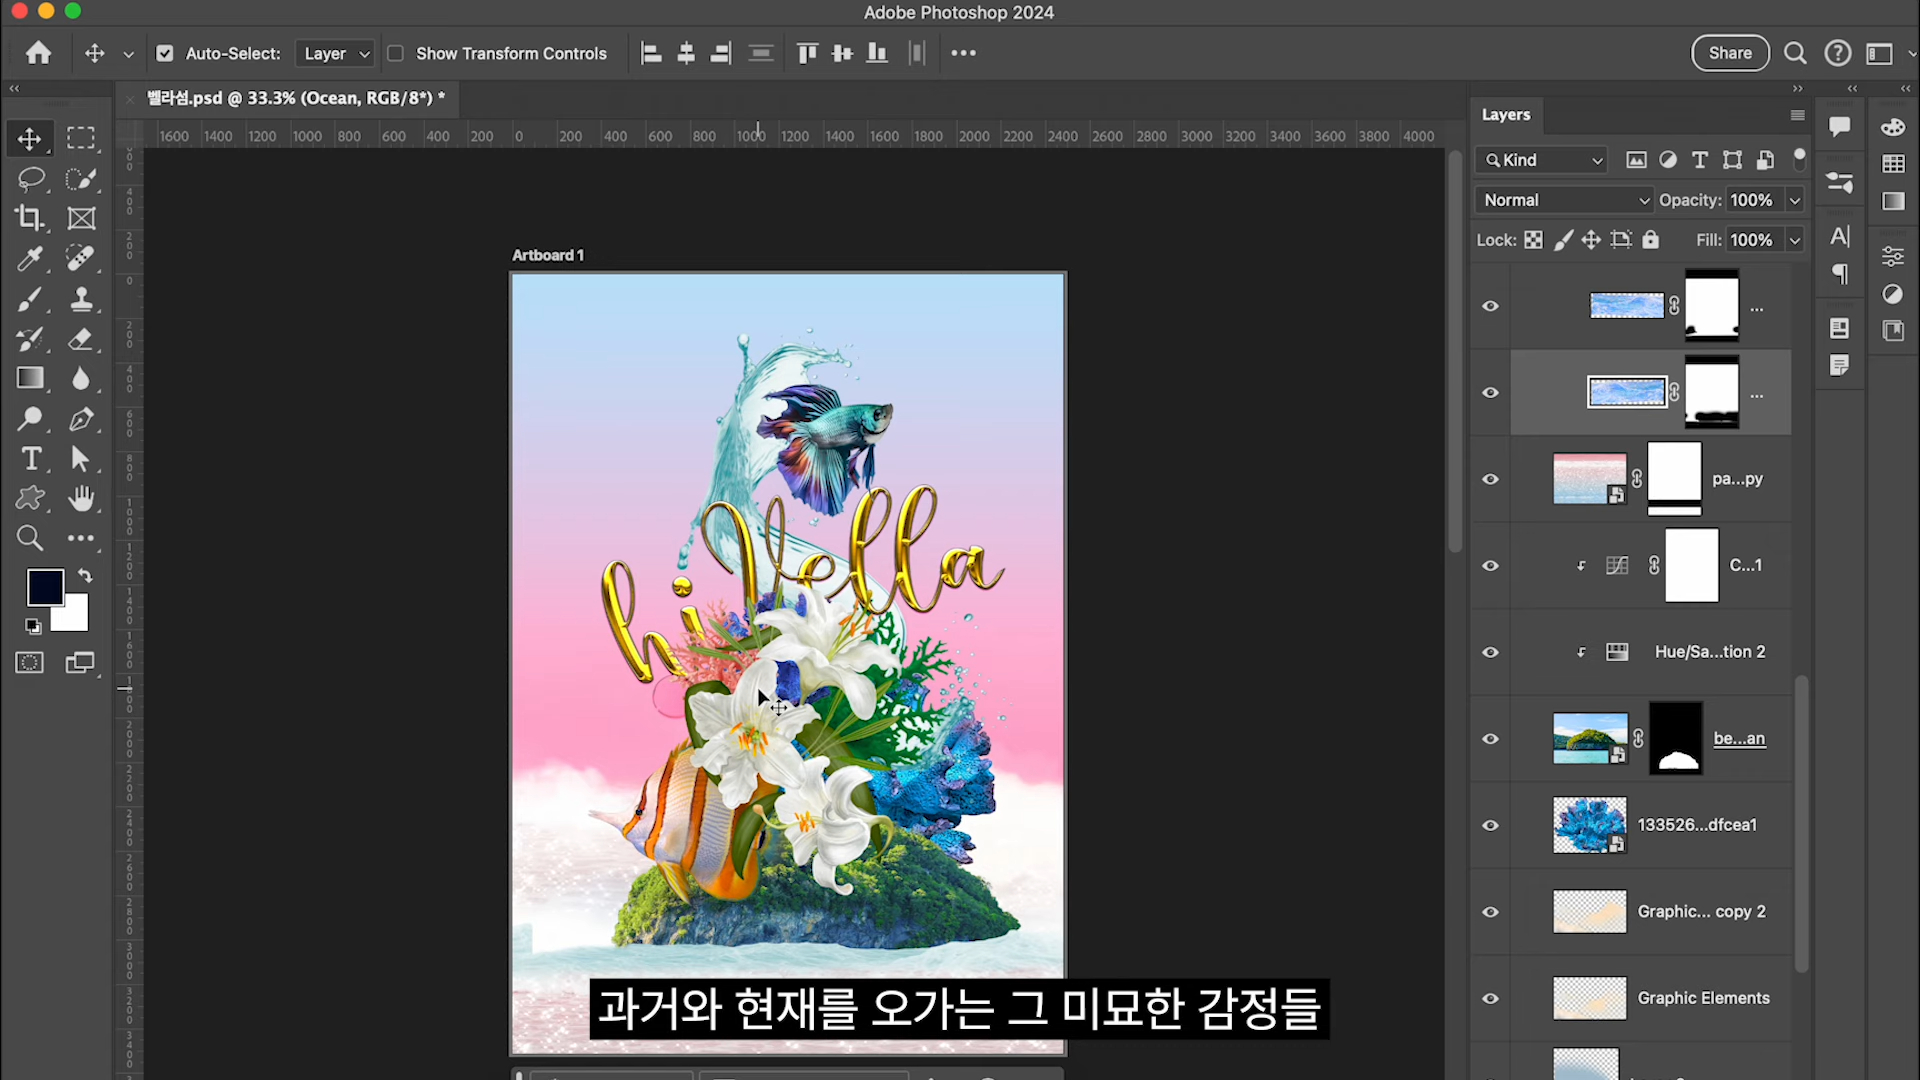 Adobe Photoshop 2024
Auto-Select: Layer Show Transform Controls
Share
벨라섬.psd @ 33.3% (Ocean, RGB/8*) *
1600 1400 1200 1000 800 600 400 200 0 200 400 600 800 1000 1200 1400 1600 1800 2000 2200 2400 2600 2800 3000 3200 3400 3600 3800 4000
Layers
Kind
Normal Opacity: 100%
Lock: Fill: 100%
Artboard 1
hi Vella
...
...
pa...py
C...1
Hue/Sa...tion 2
be...an
133526...dfcea1
Graphic... copy 2
Graphic Elements
과거와 현재를 오가는 그 미묘한 감정들